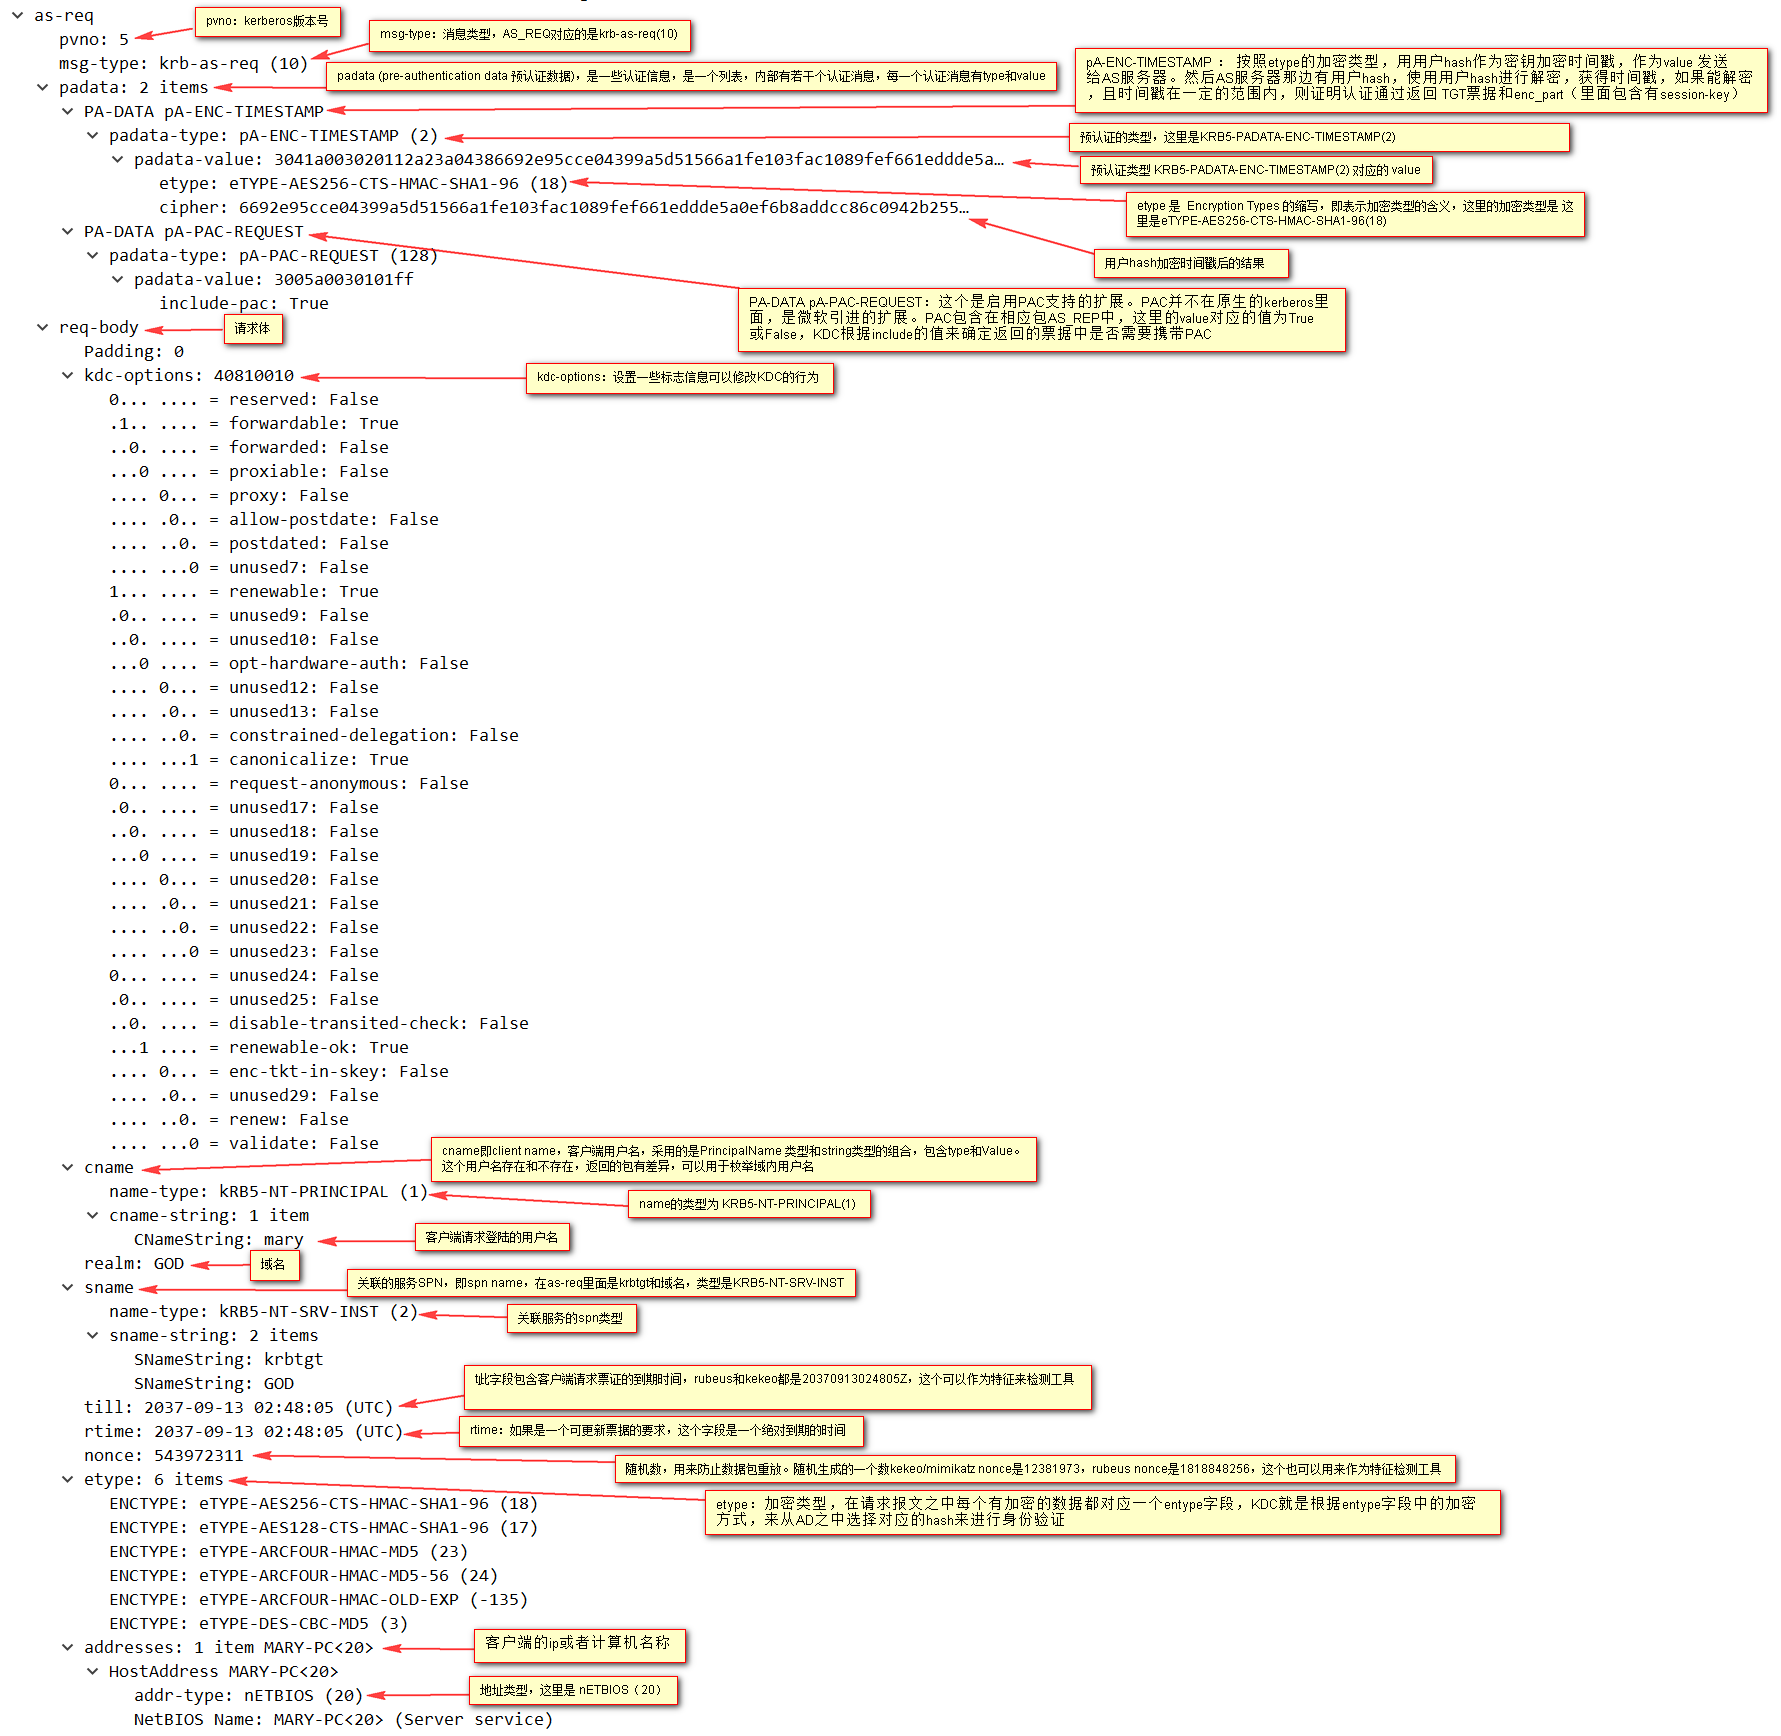 as-req
pvno：kerberos版本号
pvno: 5
msg-type：消息类型，AS_REQ对应的是krb-as-req(10)
msg-type: krb-as-req (10)
padata (pre-authentication data 预认证数据)，是一些认证信息，是一个列表，内部有若干个认证消息，每一个认证消息有type和value
padata: 2 items
pA-ENC-TIMESTAMP ：按照etype的加密类型，用用户hash作为密钥加密时间戳，作为value 发送
给AS服务器。然后AS服务器那边有用户hash，使用用户hash进行解密，获得时间戳，如果能解密
，且时间戳在一定的范围内，则证明认证通过返回 TGT票据和enc_part（里面包含有session-key）
PA-DATA pA-ENC-TIMESTAMP
padata-type: pA-ENC-TIMESTAMP (2)
预认证的类型，这里是KRB5-PADATA-ENC-TIMESTAMP(2)
padata-value: 3041a003020112a23a04386692e95cce04399a5d51566a1fe103fac1089fef661eddde5a…
预认证类型 KRB5-PADATA-ENC-TIMESTAMP(2) 对应的 value
etype: eTYPE-AES256-CTS-HMAC-SHA1-96 (18)
etype 是 Encryption Types 的缩写，即表示加密类型的含义，这里的加密类型是 这
里是eTYPE-AES256-CTS-HMAC-SHA1-96(18)
cipher: 6692e95cce04399a5d51566a1fe103fac1089fef661eddde5a0ef6b8addcc86c0942b255…
用户hash加密时间戳后的结果
PA-DATA pA-PAC-REQUEST
padata-type: pA-PAC-REQUEST (128)
padata-value: 3005a0030101ff
include-pac: True
PA-DATA pA-PAC-REQUEST：这个是启用PAC支持的扩展。PAC并不在原生的kerberos里
面，是微软引进的扩展。PAC包含在相应包AS_REP中，这里的value对应的值为True
或False，KDC根据include的值来确定返回的票据中是否需要携带PAC
req-body
请求体
Padding: 0
kdc-options: 40810010
kdc-options：设置一些标志信息可以修改KDC的行为
0... .... = reserved: False
.1.. .... = forwardable: True
..0. .... = forwarded: False
...0 .... = proxiable: False
.... 0... = proxy: False
.... .0.. = allow-postdate: False
.... ..0. = postdated: False
.... ...0 = unused7: False
1... .... = renewable: True
.0.. .... = unused9: False
..0. .... = unused10: False
...0 .... = opt-hardware-auth: False
.... 0... = unused12: False
.... .0.. = unused13: False
.... ..0. = constrained-delegation: False
.... ...1 = canonicalize: True
0... .... = request-anonymous: False
.0.. .... = unused17: False
..0. .... = unused18: False
...0 .... = unused19: False
.... 0... = unused20: False
.... .0.. = unused21: False
.... ..0. = unused22: False
.... ...0 = unused23: False
0... .... = unused24: False
.0.. .... = unused25: False
..0. .... = disable-transited-check: False
...1 .... = renewable-ok: True
.... 0... = enc-tkt-in-skey: False
.... .0.. = unused29: False
.... ..0. = renew: False
.... ...0 = validate: False
cname即client name，客户端用户名，采用的是PrincipalName 类型和string类型的组合，包含type和Value。
这个用户名存在和不存在，返回的包有差异，可以用于枚举域内用户名
cname
name-type: kRB5-NT-PRINCIPAL (1)
name的类型为 KRB5-NT-PRINCIPAL(1)
cname-string: 1 item
CNameString: mary
客户端请求登陆的用户名
realm: GOD
域名
sname
关联的服务SPN，即spn name，在as-req里面是krbtgt和域名，类型是KRB5-NT-SRV-INST
name-type: kRB5-NT-SRV-INST (2)
关联服务的spn类型
sname-string: 2 items
SNameString: krbtgt
SNameString: GOD
t此字段包含客户端请求票证的到期时间，rubeus和kekeo都是20370913024805Z，这个可以作为特征来检测工具
till: 2037-09-13 02:48:05 (UTC)
rtime: 2037-09-13 02:48:05 (UTC)
rtime：如果是一个可更新票据的要求，这个字段是一个绝对到期的时间
nonce: 543972311
随机数，用来防止数据包重放。随机生成的一个数kekeo/mimikatz nonce是12381973，rubeus nonce是1818848256，这个也可以用来作为特征检测工具
etype: 6 items
etype：加密类型，在请求报文之中每个有加密的数据都对应一个entype字段，KDC就是根据entype字段中的加密
方式，来从AD之中选择对应的hash来进行身份验证
ENCTYPE: eTYPE-AES256-CTS-HMAC-SHA1-96 (18)
ENCTYPE: eTYPE-AES128-CTS-HMAC-SHA1-96 (17)
ENCTYPE: eTYPE-ARCFOUR-HMAC-MD5 (23)
ENCTYPE: eTYPE-ARCFOUR-HMAC-MD5-56 (24)
ENCTYPE: eTYPE-ARCFOUR-HMAC-OLD-EXP (-135)
ENCTYPE: eTYPE-DES-CBC-MD5 (3)
addresses: 1 item MARY-PC<20>
客户端的ip或者计算机名称
HostAddress MARY-PC<20>
addr-type: nETBIOS (20)
地址类型，这里是 nETBIOS（20）
NetBIOS Name: MARY-PC<20> (Server service)